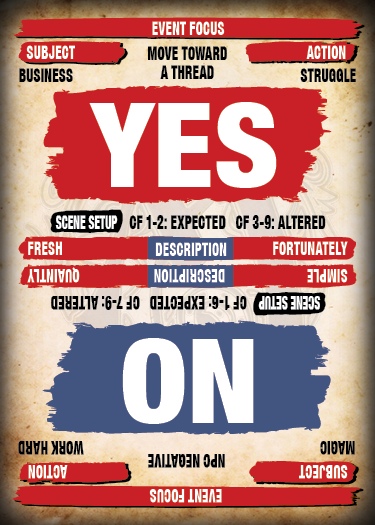 EVENT FOCUS
SUBJECT MOVE TOWARD ACTION
BUSINESS A THREAD STRUGGLE
YES
SCENE SETUP CF 1-2: EXPECTED CF 3-9: ALTERED
FRESH DESCRIPTION FORTUNATELY
EVENT FOCUS
SUBJECT NPC NEGATIVE ACTION
MAGIC WORK HARD
NO
SCENE SETUP CF 1-6: EXPECTED CF 7-9: ALTERED
SIMPLE DESCRIPTION QUAINTLY